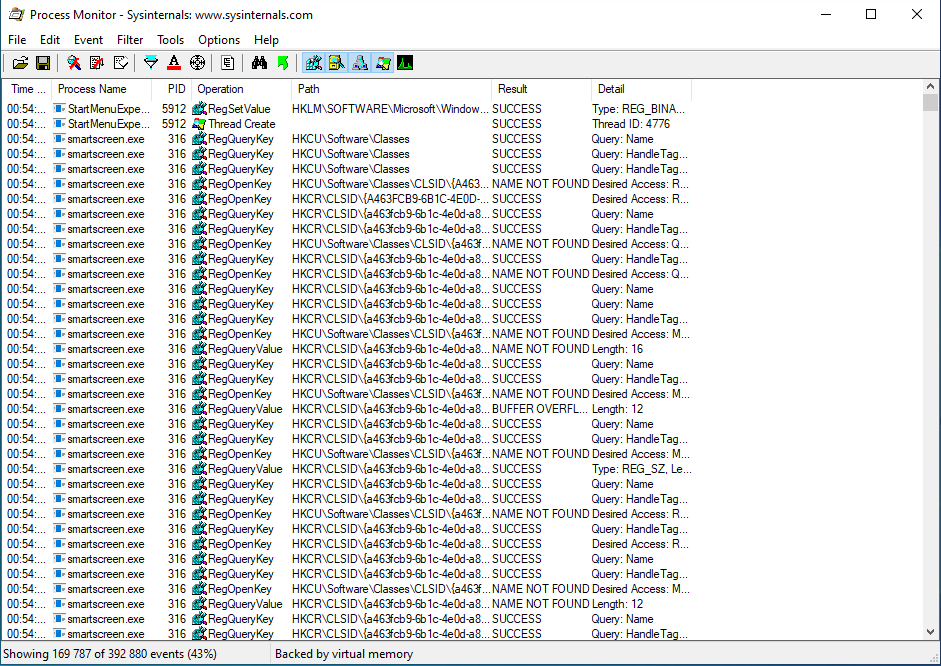 Process Monitor - Sysinternals: www.sysinternals.com
File Edit Event Filter Tools Options Help
Time ... Process Name PID Operation Path Result Detail
00:54:... StartMenuExpe... 5912 RegSetValue HKLM\SOFTWARE\Microsoft\Window... SUCCESS Type: REG_BINA...
00:54:... StartMenuExpe... 5912 Thread Create SUCCESS Thread ID: 4776
00:54:... smartscreen.exe 316 RegQueryKey HKCU\Software\Classes SUCCESS Query: Name
00:54:... smartscreen.exe 316 RegQueryKey HKCU\Software\Classes SUCCESS Query: HandleTag...
00:54:... smartscreen.exe 316 RegQueryKey HKCU\Software\Classes SUCCESS Query: HandleTag...
00:54:... smartscreen.exe 316 RegOpenKey HKCU\Software\Classes\CLSID\{A463... NAME NOT FOUND Desired Access: R...
00:54:... smartscreen.exe 316 RegOpenKey HKCR\CLSID\{A463FCB9-6B1C-4E0D-... SUCCESS Desired Access: R...
00:54:... smartscreen.exe 316 RegQueryKey HKCR\CLSID\{a463fcb9-6b1c-4e0d-a8... SUCCESS Query: Name
00:54:... smartscreen.exe 316 RegQueryKey HKCR\CLSID\{a463fcb9-6b1c-4e0d-a8... SUCCESS Query: HandleTag...
00:54:... smartscreen.exe 316 RegOpenKey HKCU\Software\Classes\CLSID\{a463f... NAME NOT FOUND Desired Access: Q...
00:54:... smartscreen.exe 316 RegQueryKey HKCR\CLSID\{a463fcb9-6b1c-4e0d-a8... SUCCESS Query: HandleTag...
00:54:... smartscreen.exe 316 RegOpenKey HKCR\CLSID\{a463fcb9-6b1c-4e0d-a8... NAME NOT FOUND Desired Access: Q...
00:54:... smartscreen.exe 316 RegQueryKey HKCR\CLSID\{a463fcb9-6b1c-4e0d-a8... SUCCESS Query: Name
00:54:... smartscreen.exe 316 RegQueryKey HKCR\CLSID\{a463fcb9-6b1c-4e0d-a8... SUCCESS Query: Name
00:54:... smartscreen.exe 316 RegQueryKey HKCR\CLSID\{a463fcb9-6b1c-4e0d-a8... SUCCESS Query: HandleTag...
00:54:... smartscreen.exe 316 RegOpenKey HKCU\Software\Classes\CLSID\{a463f... NAME NOT FOUND Desired Access: M...
00:54:... smartscreen.exe 316 RegQueryValue HKCR\CLSID\{a463fcb9-6b1c-4e0d-a8... NAME NOT FOUND Length: 16
00:54:... smartscreen.exe 316 RegQueryKey HKCR\CLSID\{a463fcb9-6b1c-4e0d-a8... SUCCESS Query: Name
00:54:... smartscreen.exe 316 RegQueryKey HKCR\CLSID\{a463fcb9-6b1c-4e0d-a8... SUCCESS Query: HandleTag...
00:54:... smartscreen.exe 316 RegOpenKey HKCU\Software\Classes\CLSID\{a463f... NAME NOT FOUND Desired Access: M...
00:54:... smartscreen.exe 316 RegQueryValue HKCR\CLSID\{a463fcb9-6b1c-4e0d-a8... BUFFER OVERFL... Length: 12
00:54:... smartscreen.exe 316 RegQueryKey HKCR\CLSID\{a463fcb9-6b1c-4e0d-a8... SUCCESS Query: Name
00:54:... smartscreen.exe 316 RegQueryKey HKCR\CLSID\{a463fcb9-6b1c-4e0d-a8... SUCCESS Query: HandleTag...
00:54:... smartscreen.exe 316 RegOpenKey HKCU\Software\Classes\CLSID\{a463f... NAME NOT FOUND Desired Access: M...
00:54:... smartscreen.exe 316 RegQueryValue HKCR\CLSID\{a463fcb9-6b1c-4e0d-a8... SUCCESS Type: REG_SZ, Le...
00:54:... smartscreen.exe 316 RegQueryKey HKCR\CLSID\{a463fcb9-6b1c-4e0d-a8... SUCCESS Query: Name
00:54:... smartscreen.exe 316 RegQueryKey HKCR\CLSID\{a463fcb9-6b1c-4e0d-a8... SUCCESS Query: HandleTag...
00:54:... smartscreen.exe 316 RegOpenKey HKCU\Software\Classes\CLSID\{a463f... NAME NOT FOUND Desired Access: R...
00:54:... smartscreen.exe 316 RegQueryKey HKCR\CLSID\{a463fcb9-6b1c-4e0d-a8... SUCCESS Query: HandleTag...
00:54:... smartscreen.exe 316 RegOpenKey HKCR\CLSID\{a463fcb9-6b1c-4e0d-a8... SUCCESS Desired Access: R...
00:54:... smartscreen.exe 316 RegQueryKey HKCR\CLSID\{a463fcb9-6b1c-4e0d-a8... SUCCESS Query: Name
00:54:... smartscreen.exe 316 RegQueryKey HKCR\CLSID\{a463fcb9-6b1c-4e0d-a8... SUCCESS Query: HandleTag...
00:54:... smartscreen.exe 316 RegOpenKey HKCU\Software\Classes\CLSID\{a463f... NAME NOT FOUND Desired Access: M...
00:54:... smartscreen.exe 316 RegQueryValue HKCR\CLSID\{a463fcb9-6b1c-4e0d-a8... NAME NOT FOUND Length: 12
00:54:... smartscreen.exe 316 RegQueryKey HKCR\CLSID\{a463fcb9-6b1c-4e0d-a8... SUCCESS Query: Name
00:54:... smartscreen.exe 316 RegQueryKey HKCR\CLSID\{a463fcb9-6b1c-4e0d-a8... SUCCESS Query: HandleTag...
Showing 169 787 of 392 880 events (43%) Backed by virtual memory